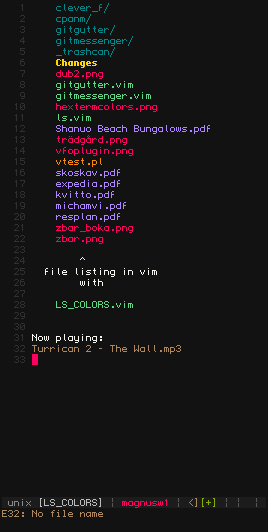 1 clever_f/
2 cpanm/
3 gitgutter/
4 gitmessenger/
5 _trashcan/
6 Changes
7 dub2.png
8 gitgutter.vim
9 gitmessenger.vim
10 hextermcolors.png
11 ls.vim
12 Shanuo Beach Bungalows.pdf
13 trädgård.png
14 vfoplugin.png
15 vtest.pl
16 skoskav.pdf
17 expedia.pdf
18 kvitto.pdf
19 michamvi.pdf
20 resplan.pdf
21 zbar_boka.png
22 zbar.png
23
24 ^
25 file listing in vim
26 with
27
28 LS_COLORS.vim
29
30
31 Now playing:
32 Turrican 2 - The Wall.mp3
33
unix [LS_COLORS] ¦ magnusw1 ¦ <][+] ¦ ¦ ¦
E32: No file name